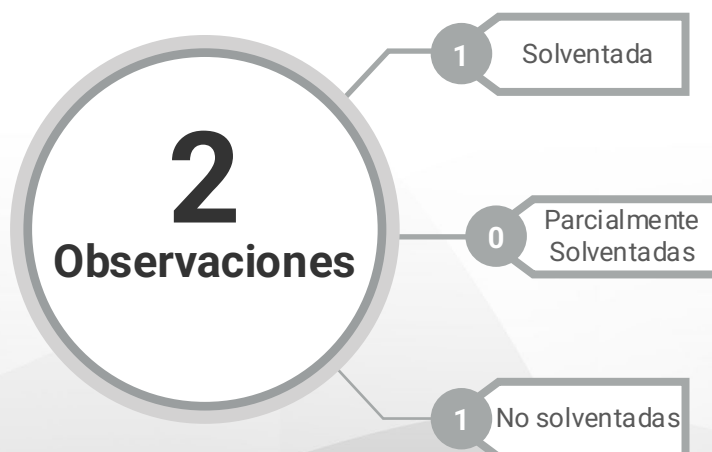 2
Observaciones
1
Solventada
0
Parcialmente
Solventadas
1
No solventadas